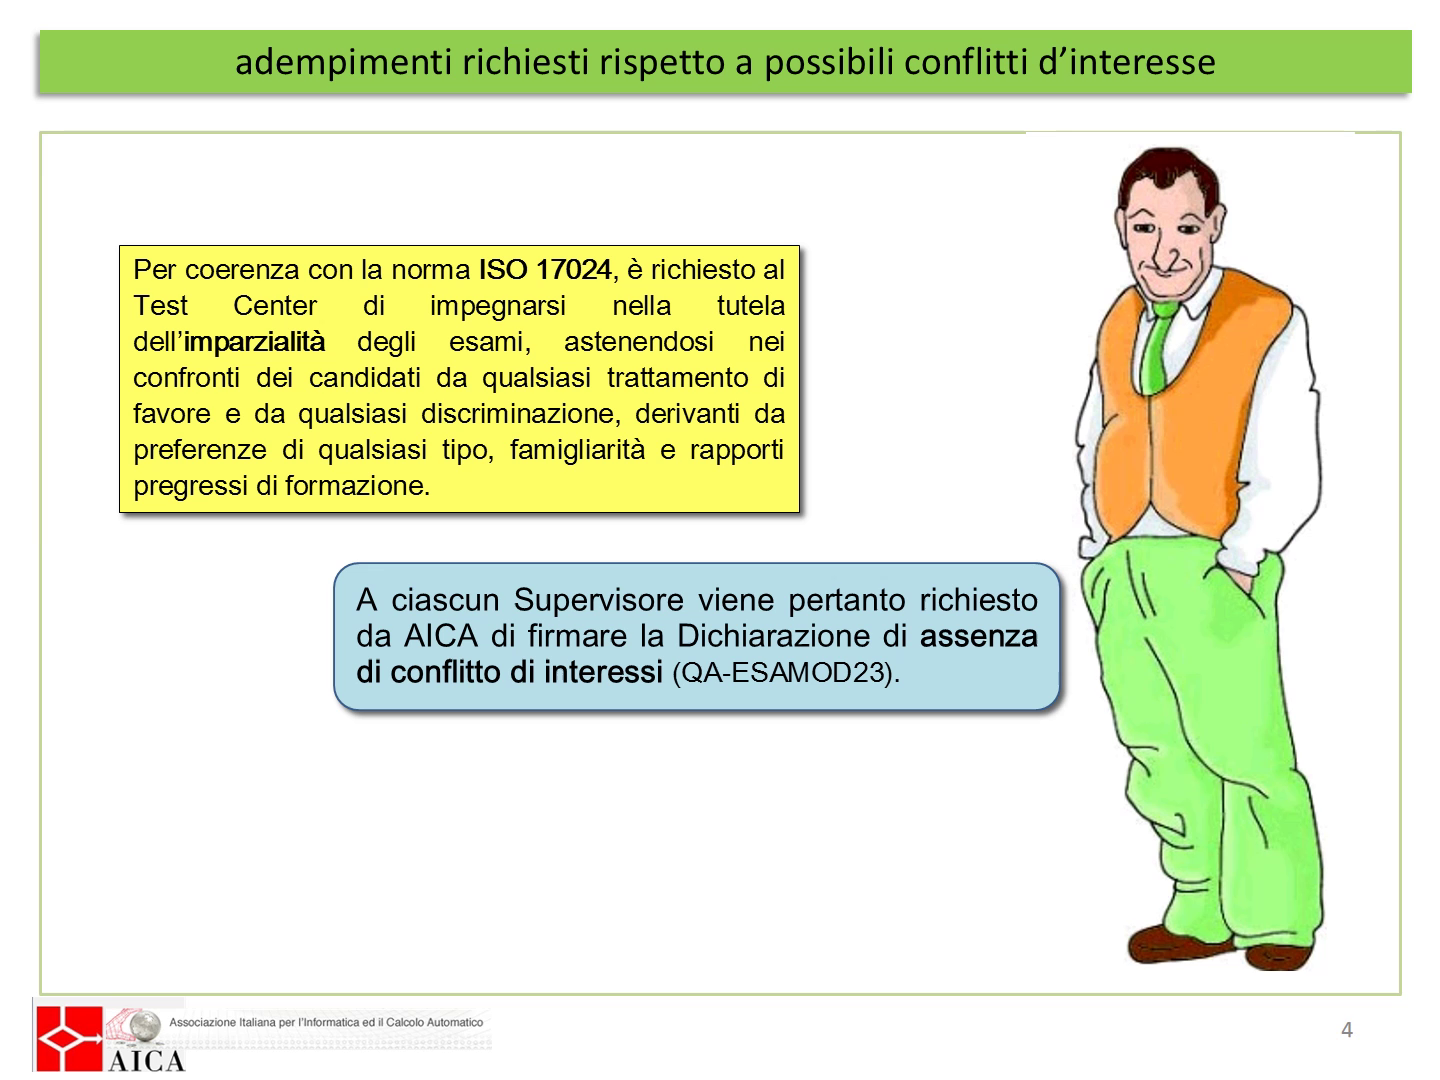 adempimenti richiesti rispetto a possibili conflitti d’interesse
Per coerenza con la norma ISO 17024, è richiesto al
Test Center di impegnarsi nella tutela
dell’imparzialità degli esami, astenendosi nei
confronti dei candidati da qualsiasi trattamento di
favore e da qualsiasi discriminazione, derivanti da
preferenze di qualsiasi tipo, famigliarità e rapporti
pregressi di formazione.
A ciascun Supervisore viene pertanto richiesto
da AICA di firmare la Dichiarazione di assenza
di conflitto di interessi (QA-ESAMOD23).
Associazione Italiana per l'Informatica ed il Calcolo Automatico
AICA
4